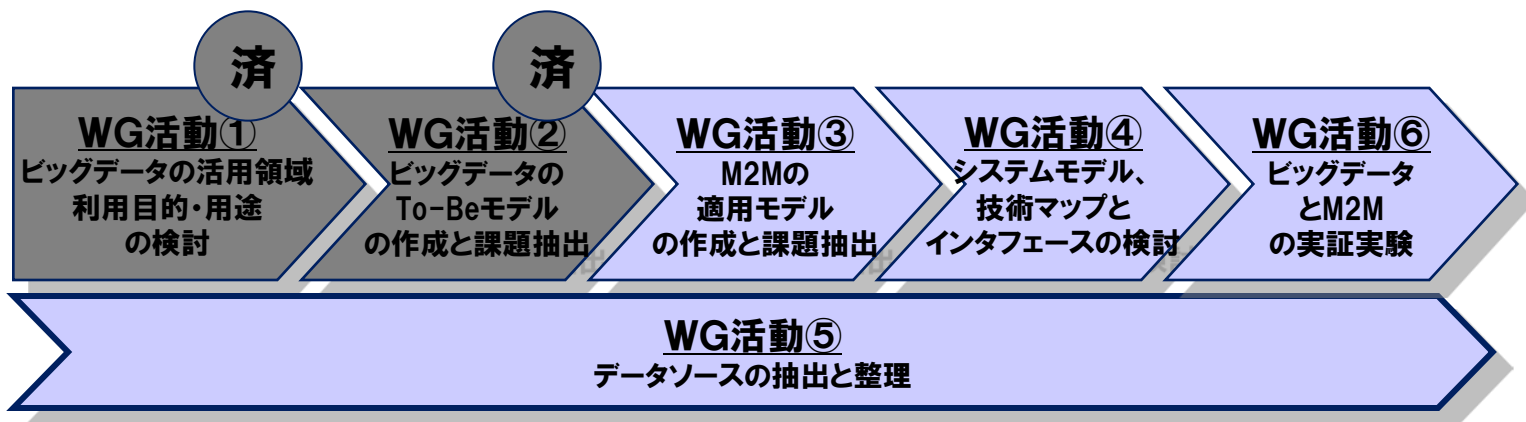 済
済
WG活動①
ビッグデータの活用領域
利用目的・用途
の検討
WG活動②
ビッグデータの
To-Beモデル
の作成と課題抽出
WG活動③
M2Mの
適用モデル
の作成と課題抽出
WG活動④
システムモデル、
技術マップと
インタフェースの検討
WG活動⑥
ビッグデータ
とM2M
の実証実験
WG活動⑤
データソースの抽出と整理